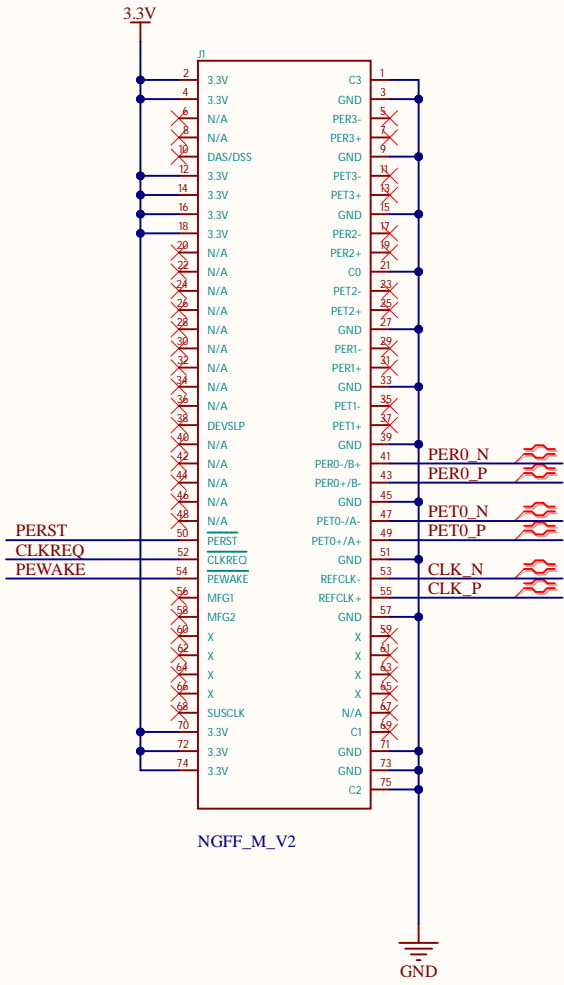 3.3V
J1
2 3.3V C3 1
4 3.3V GND 3
6 N/A PER3- 5
8 N/A PER3+ 7
10 DAS/DSS GND 9
12 3.3V PET3- 11
14 3.3V PET3+ 13
16 3.3V GND 15
18 3.3V PER2- 17
20 N/A PER2+ 19
22 N/A C0 21
24 N/A PET2- 23
26 N/A PET2+ 25
28 N/A GND 27
30 N/A PER1- 29
32 N/A PER1+ 31
34 N/A GND 33
36 N/A PET1- 35
38 DEVSLP PET1+ 37
40 N/A GND 39
42 N/A PER0-/B+ 41 PER0_N
44 N/A PER0+/B- 43 PER0_P
46 N/A GND 45
48 N/A PET0-/A- 47 PET0_N
PERST 50 PERST PET0+/A+ 49 PET0_P
CLKREQ 52 CLKREQ GND 51
PEWAKE 54 PEWAKE REFCLK- 53 CLK_N
56 MFG1 REFCLK+ 55 CLK_P
58 MFG2 GND 57
60 X X 59
62 X X 61
64 X X 63
66 X X 65
68 SUSCLK N/A 67
70 3.3V C1 69
72 3.3V GND 71
74 3.3V GND 73
C2 75
NGFF_M_V2
GND